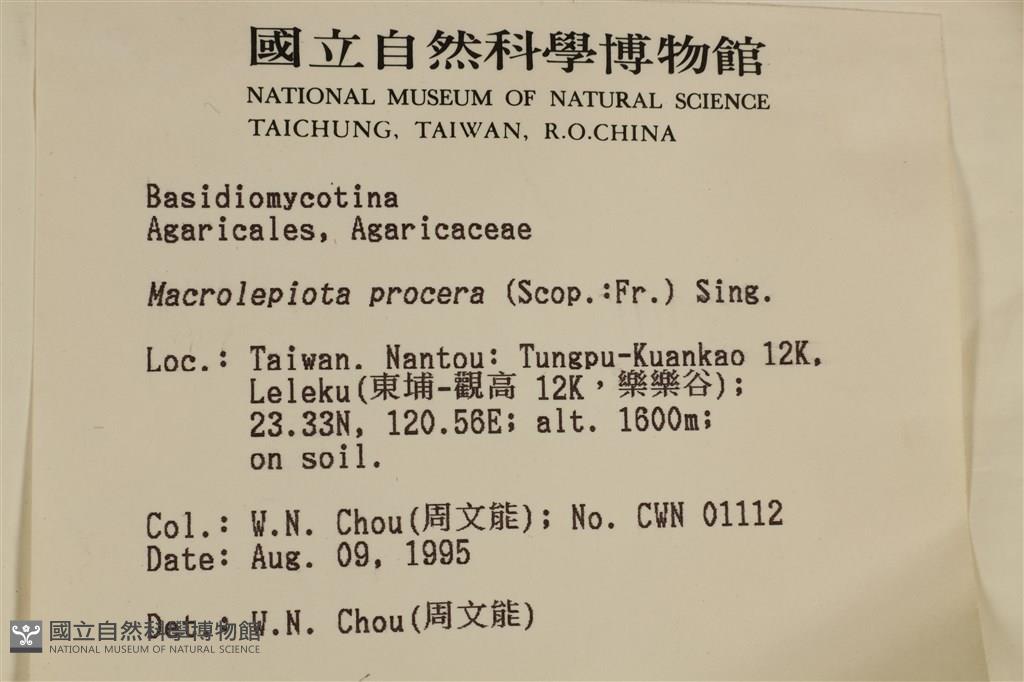 國立自然科學博物館
NATIONAL MUSEUM OF NATURAL SCIENCE
TAICHUNG, TAIWAN, R.O.CHINA
Basidiomycotina
Agaricales, Agaricaceae
Macrolepiota procera (Scop.:Fr.) Sing.
Loc.: Taiwan. Nantou: Tungpu-Kuankao 12K,
Leleku(東埔-觀高 12K，樂樂谷);
23.33N, 120.56E; alt. 1600m;
on soil.
Col.: W.N. Chou(周文能); No. CWN 01112
Date: Aug. 09, 1995
Det.: W.N. Chou(周文能)
國立自然科學博物館
NATIONAL MUSEUM OF NATURAL SCIENCE